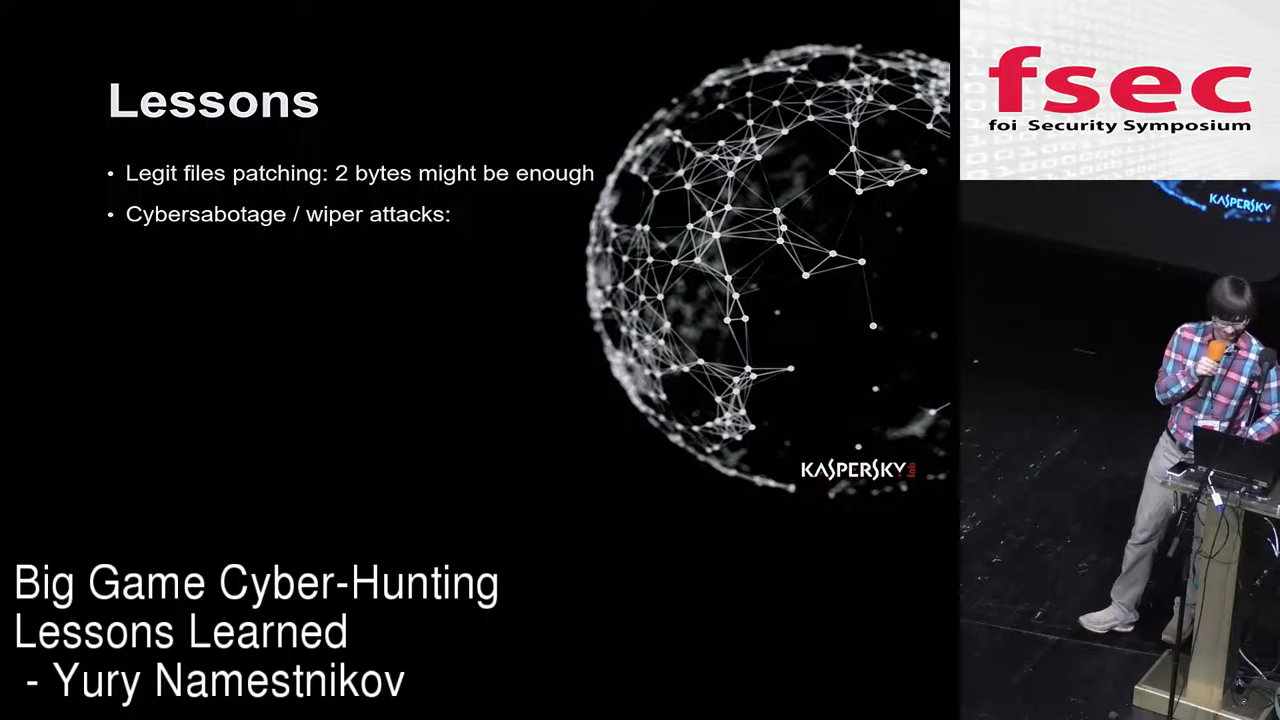 Lessons
• Legit files patching: 2 bytes might be enough
• Cybersabotage / wiper attacks:
KASPERSKY lab
fsec
foi Security Symposium
KASPERSKY
Big Game Cyber-Hunting
Lessons Learned
- Yury Namestnikov